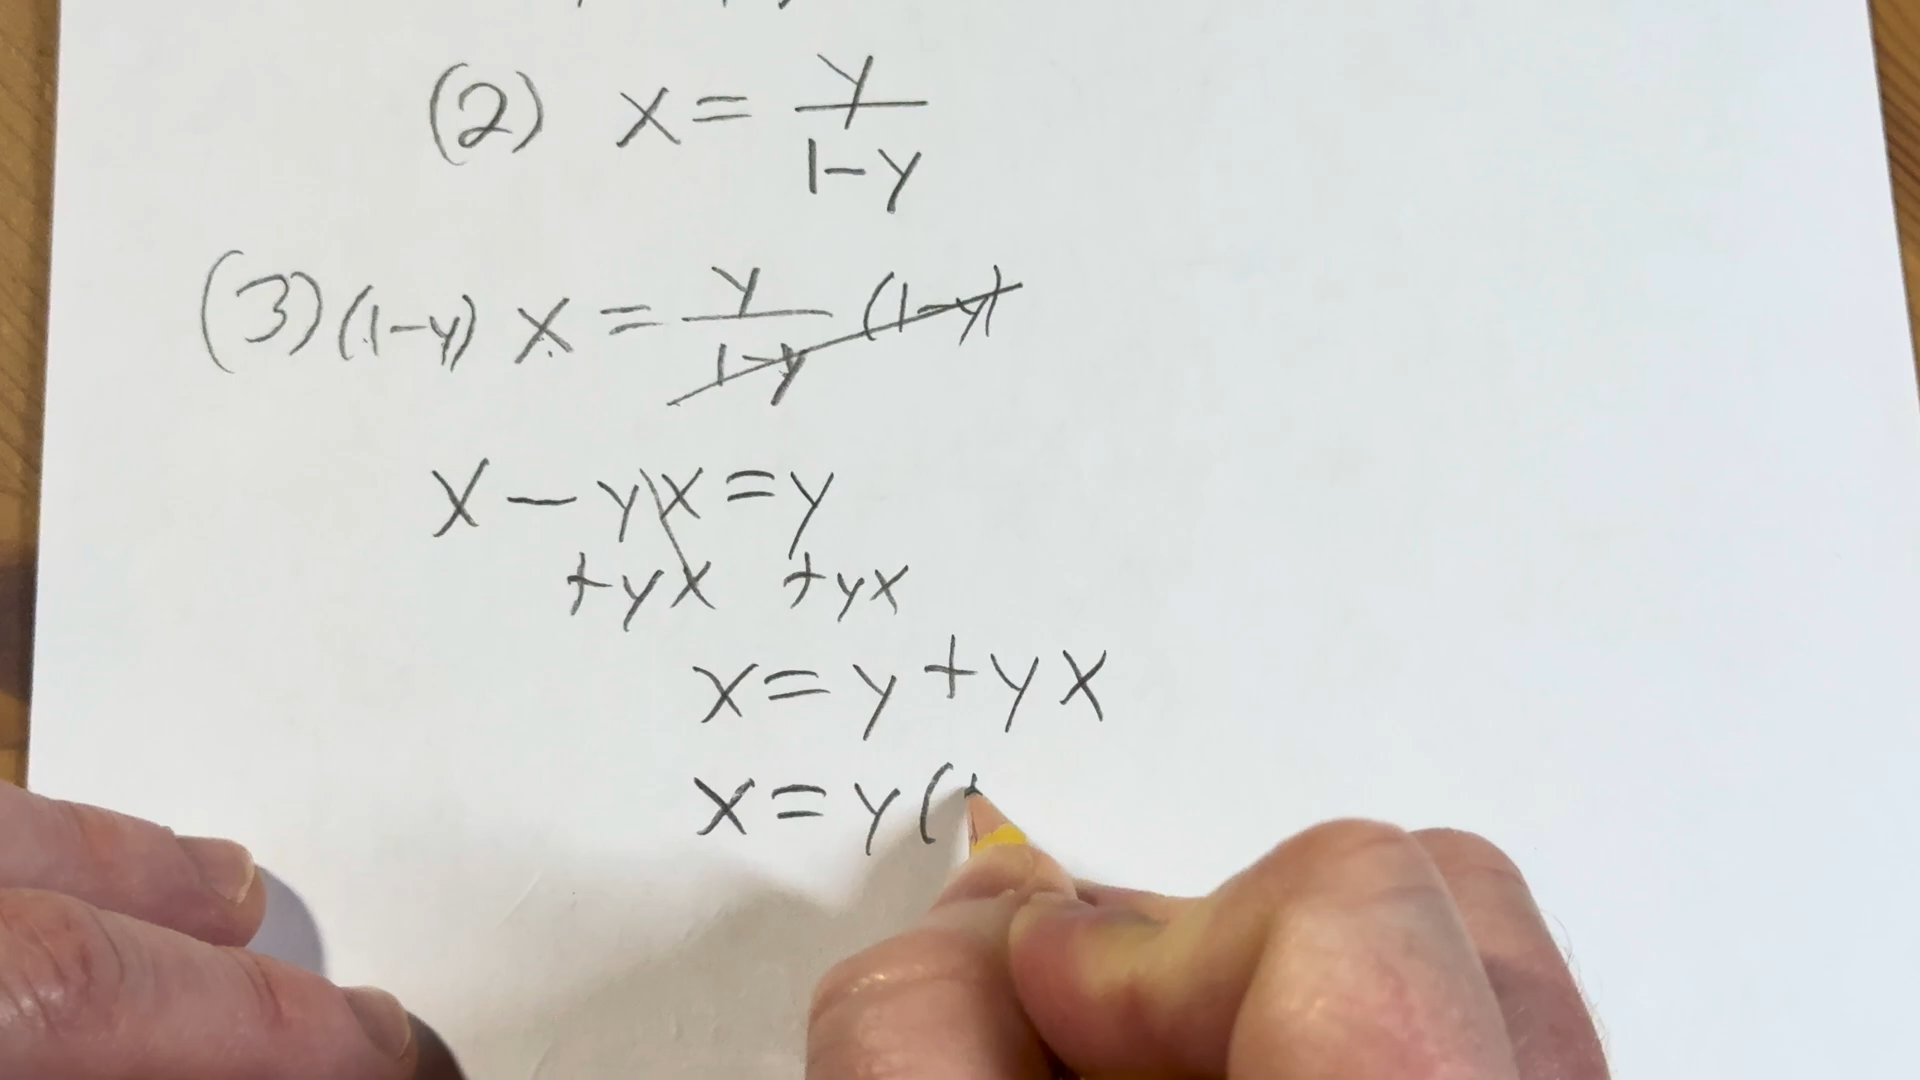 (2) x = y/(1-y)
(3) (1-y) x = y/(1-y) (1-y)
x - yx = y
+yx +yx
x = y + yx
x = y(